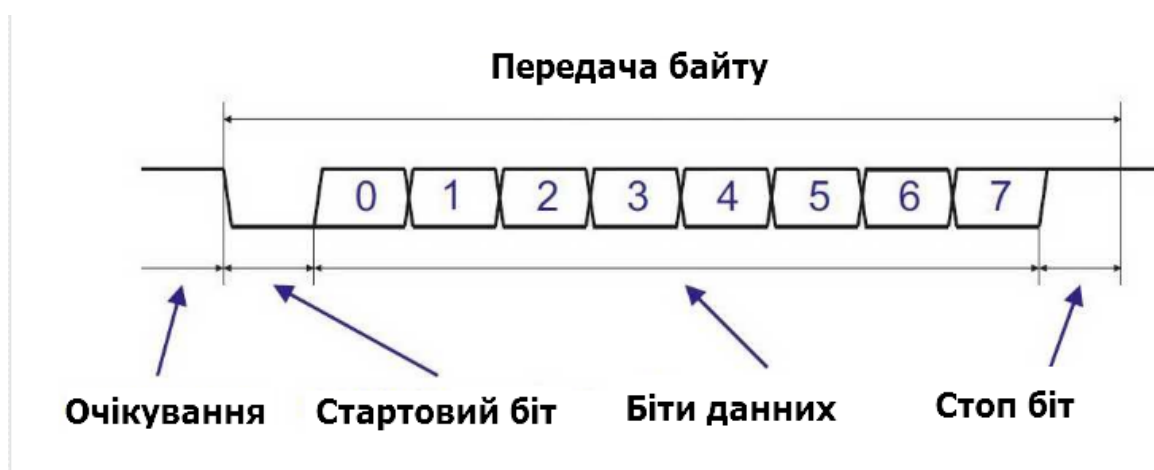 Передача байту
0 1 2 3 4 5 6 7
Очікування Стартовий біт Біти данних Стоп біт